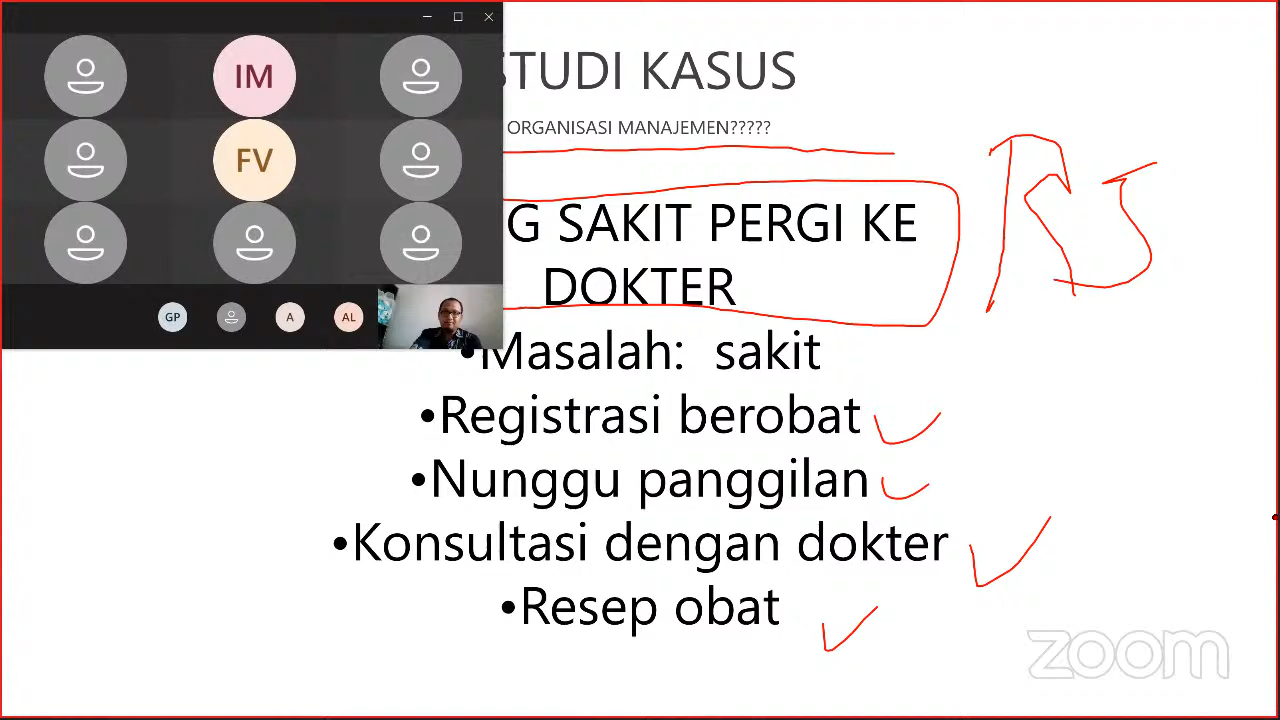 STUDI KASUS
ORGANISASI MANAJEMEN?????
IM
FV
RS
G SAKIT PERGI KE
DOKTER
GP
A
AL
•Masalah: sakit
•Registrasi berobat
•Nunggu panggilan
•Konsultasi dengan dokter
•Resep obat
zoom